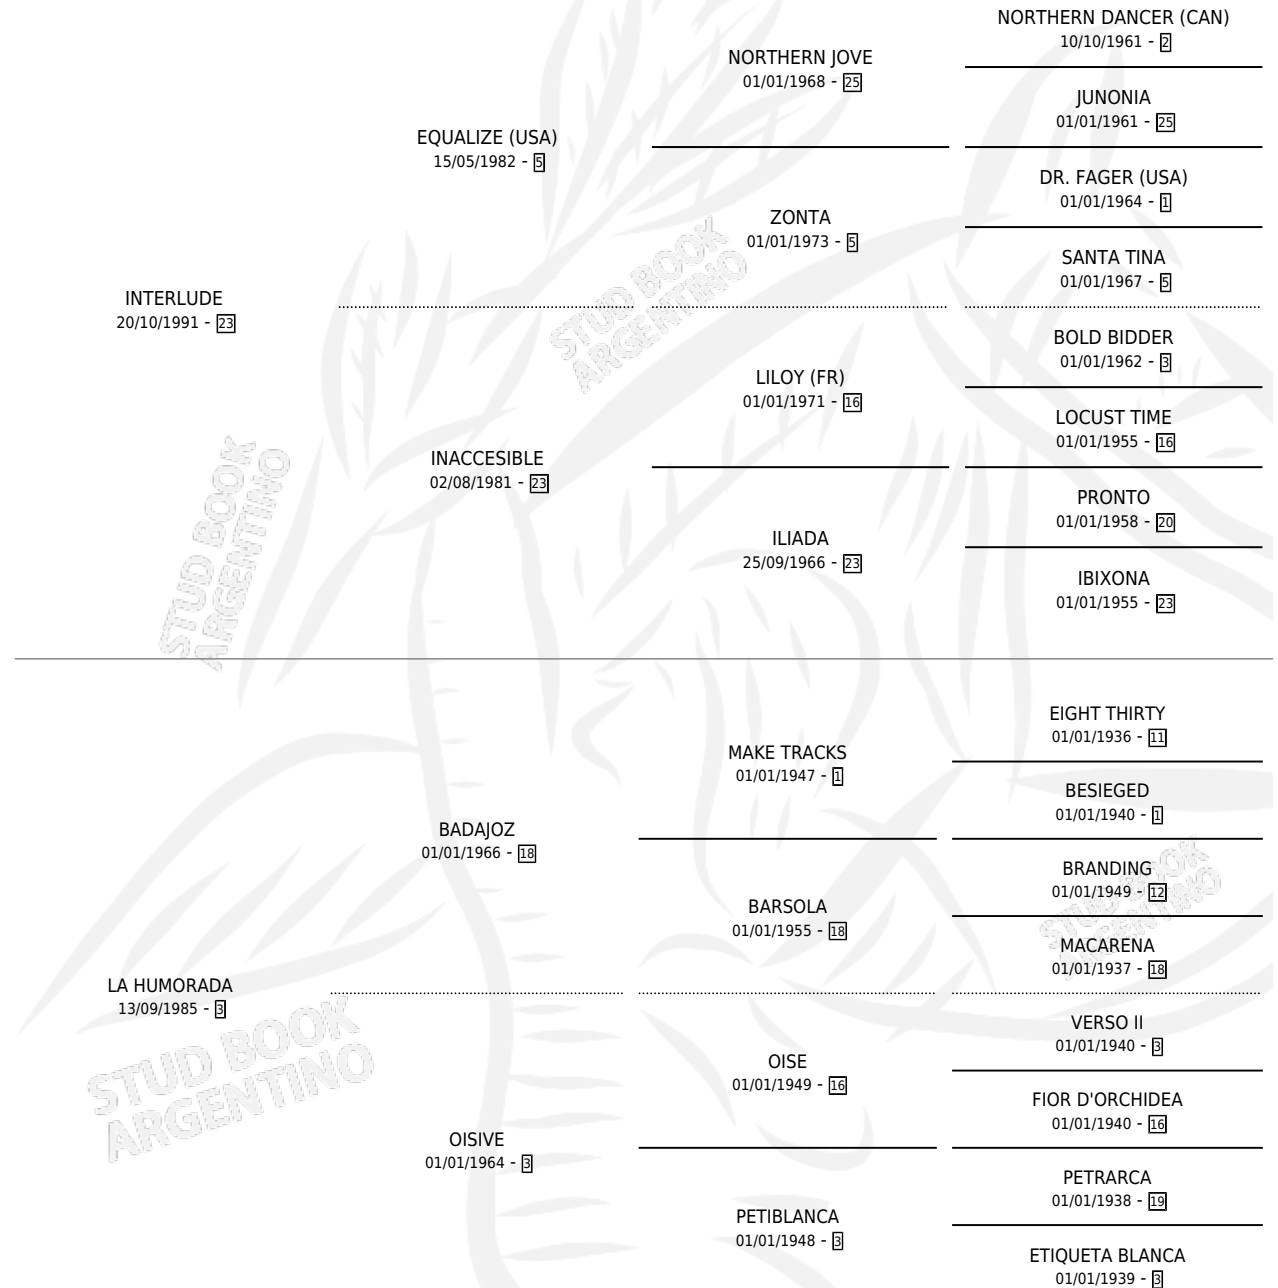 NORTHERN DANCER (CAN)
10/10/1961 - 2
NORTHERN JOVE
01/01/1968 - 25
JUNONIA
01/01/1961 - 25
EQUALIZE (USA)
15/05/1982 - 5
DR. FAGER (USA)
01/01/1964 - 1
ZONTA
01/01/1973 - 5
SANTA TINA
01/01/1967 - 5
INTERLUDE
20/10/1991 - 23
BOLD BIDDER
01/01/1962 - 3
LILOY (FR)
01/01/1971 - 16
LOCUST TIME
01/01/1955 - 16
INACCESIBLE
02/08/1981 - 23
PRONTO
01/01/1958 - 20
ILIADA
25/09/1966 - 23
IBIXONA
01/01/1955 - 23
EIGHT THIRTY
01/01/1936 - 11
MAKE TRACKS
01/01/1947 - 1
BESIEGED
01/01/1940 - 1
BADAJOZ
01/01/1966 - 18
BRANDING
01/01/1949 - 12
BARSOLA
01/01/1955 - 18
MACARENA
01/01/1937 - 18
LA HUMORADA
13/09/1985 - 3
VERSO II
01/01/1940 - 3
OISE
01/01/1949 - 16
FIOR D'ORCHIDEA
01/01/1940 - 16
OISIVE
01/01/1964 - 3
PETRARCA
01/01/1938 - 19
PETIBLANCA
01/01/1948 - 3
ETIQUETA BLANCA
01/01/1939 - 3
STUD BOOK
ARGENTINO
STUD BOOK
ARGENTINO
STUD BOOK
ARGENTINO
STUD BOOK
ARGENTINO